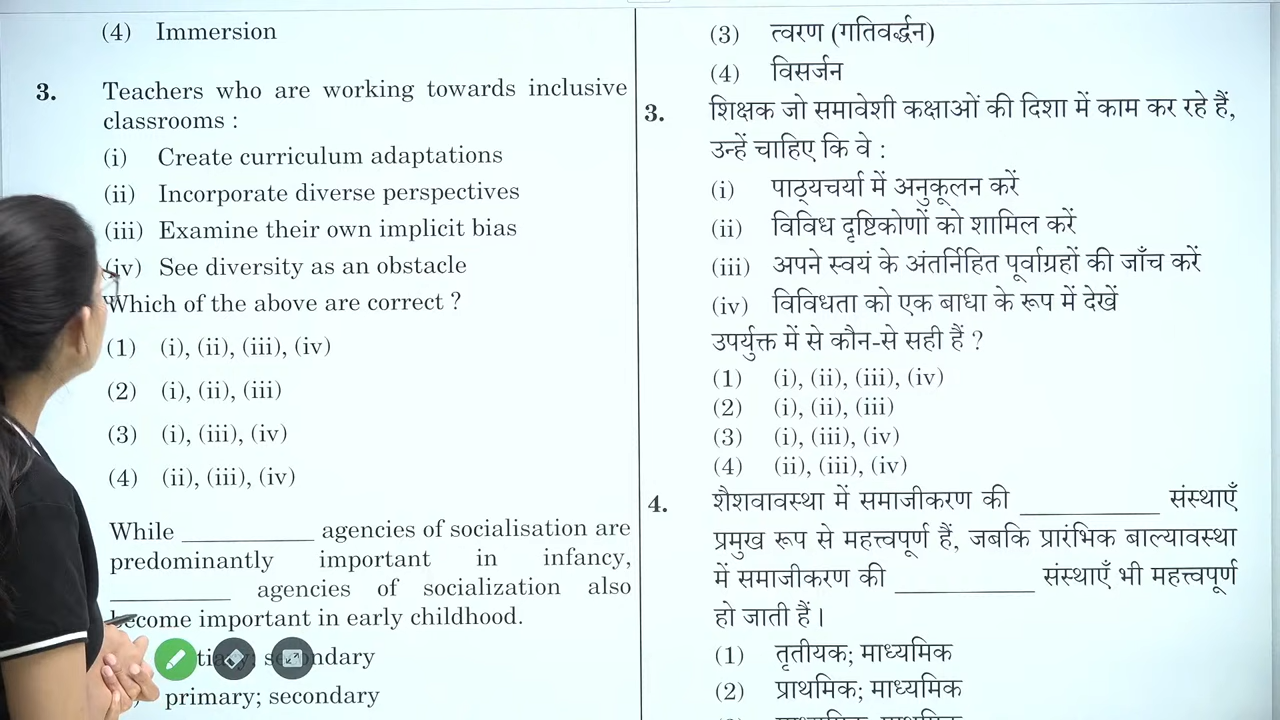 (4) Immersion
3. Teachers who are working towards inclusive
classrooms :
(i) Create curriculum adaptations
(ii) Incorporate diverse perspectives
(iii) Examine their own implicit bias
(iv) See diversity as an obstacle
Which of the above are correct ?
(1) (i), (ii), (iii), (iv)
(2) (i), (ii), (iii)
(3) (i), (iii), (iv)
(4) (ii), (iii), (iv)
While ____________ agencies of socialisation are
predominantly important in infancy,
___________ agencies of socialization also
become important in early childhood.
secondary
primary; secondary
(3) त्वरण (गतिवर्द्धन)
(4) विसर्जन
3. शिक्षक जो समावेशी कक्षाओं की दिशा में काम कर रहे हैं,
उन्हें चाहिए कि वे :
(i) पाठ्यचर्या में अनुकूलन करें
(ii) विविध दृष्टिकोणों को शामिल करें
(iii) अपने स्वयं के अंतर्निहित पूर्वाग्रहों की जाँच करें
(iv) विविधता को एक बाधा के रूप में देखें
उपर्युक्त में से कौन-से सही हैं ?
(1) (i), (ii), (iii), (iv)
(2) (i), (ii), (iii)
(3) (i), (iii), (iv)
(4) (ii), (iii), (iv)
4. शैशवावस्था में समाजीकरण की ____________ संस्थाएँ
प्रमुख रूप से महत्त्वपूर्ण हैं, जबकि प्रारंभिक बाल्यावस्था
में समाजीकरण की ____________ संस्थाएँ भी महत्त्वपूर्ण
हो जाती हैं।
(1) तृतीयक; माध्यमिक
(2) प्राथमिक; माध्यमिक